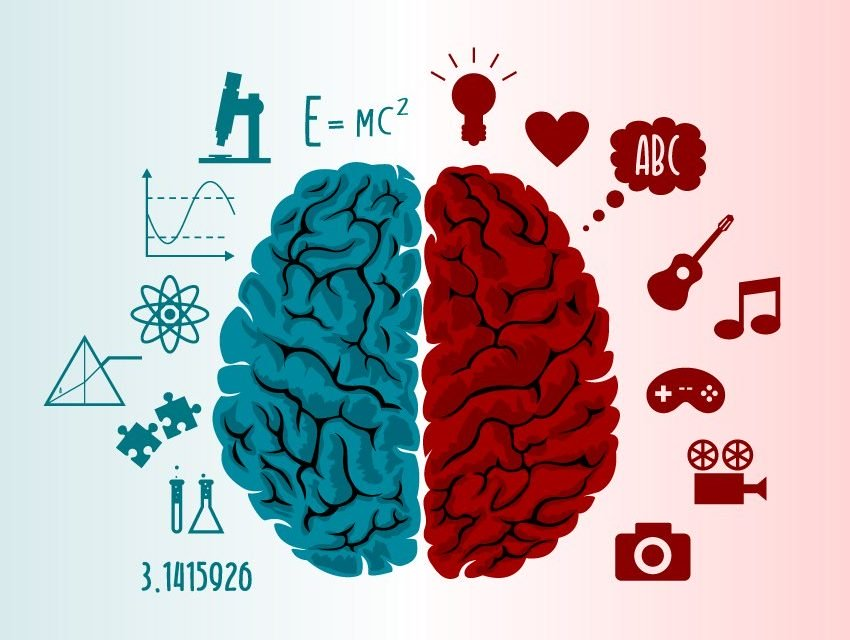 E = MC²
ABC
3.1415926